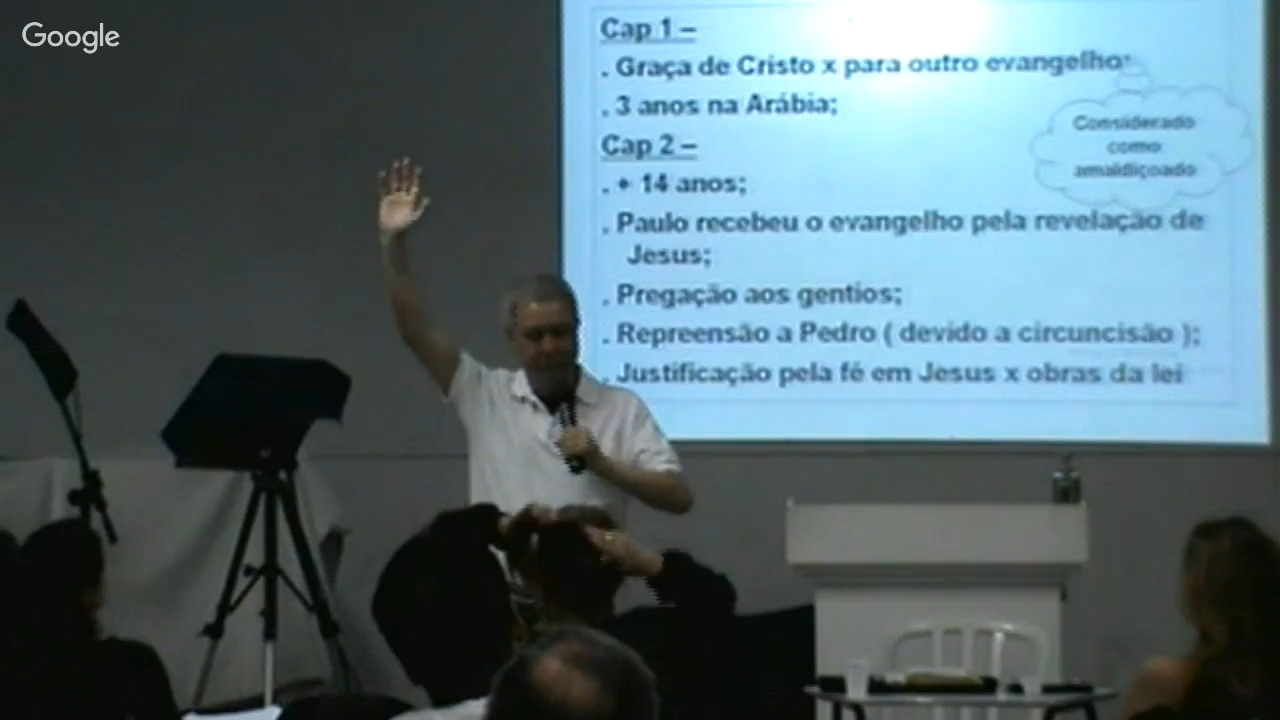 Google
Cap 1 –
. Graça de Cristo x para outro evangelho;
. 3 anos na Arábia;
Considerado
como
amaldiçoado
Cap 2 –
. + 14 anos;
. Paulo recebeu o evangelho pela revelação de
Jesus;
. Pregação aos gentios;
. Repreensão a Pedro ( devido a circuncisão );
. Justificação pela fé em Jesus x obras da lei